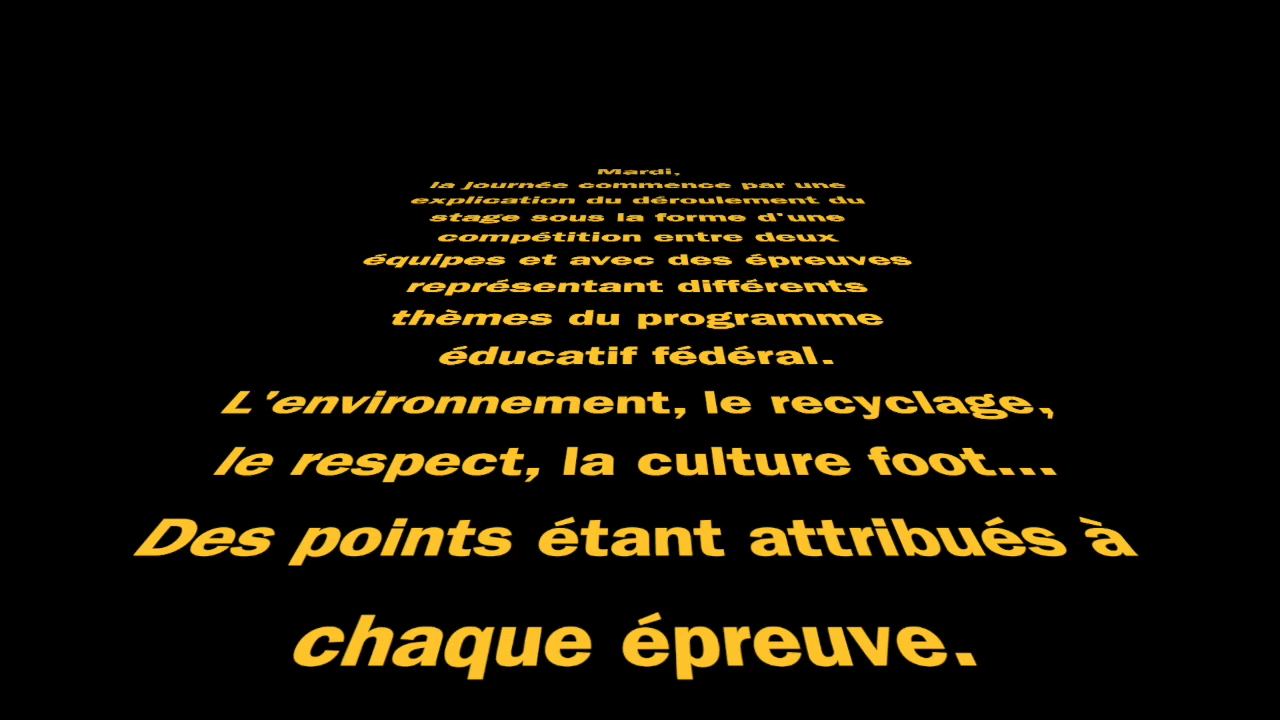 Mardi,
la journée commence par une
explication du déroulement du
stage sous la forme d'une
compétition entre deux
équipes et avec des épreuves
représentant différents
thèmes du programme
éducatif fédéral.
L'environnement, le recyclage,
le respect, la culture foot...
Des points étant attribués à
chaque épreuve.